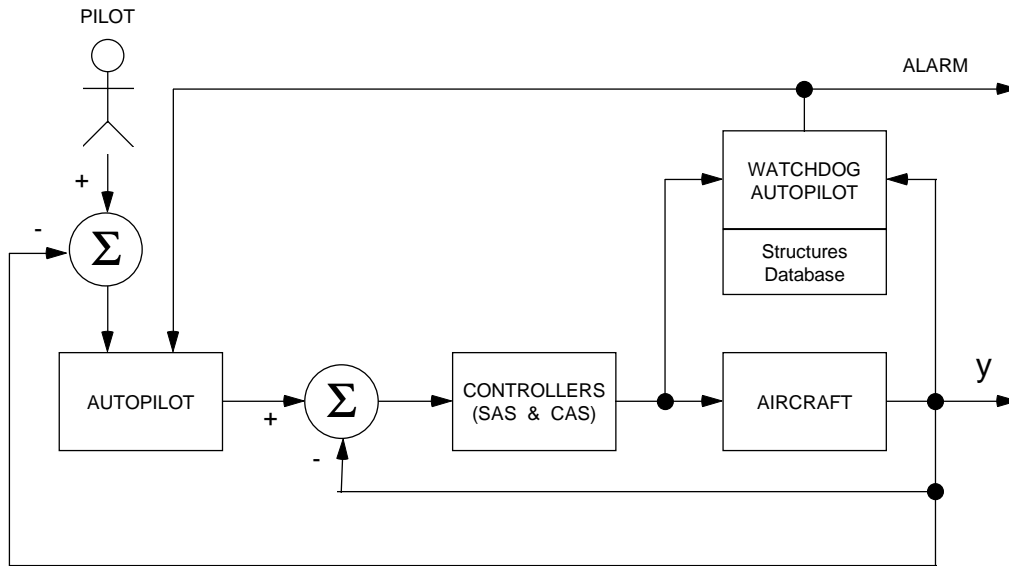 PILOT
ALARM
+
WATCHDOG
AUTOPILOT
-
Σ
Structures
Database
AUTOPILOT
+
Σ
CONTROLLERS
(SAS & CAS)
AIRCRAFT
y
-